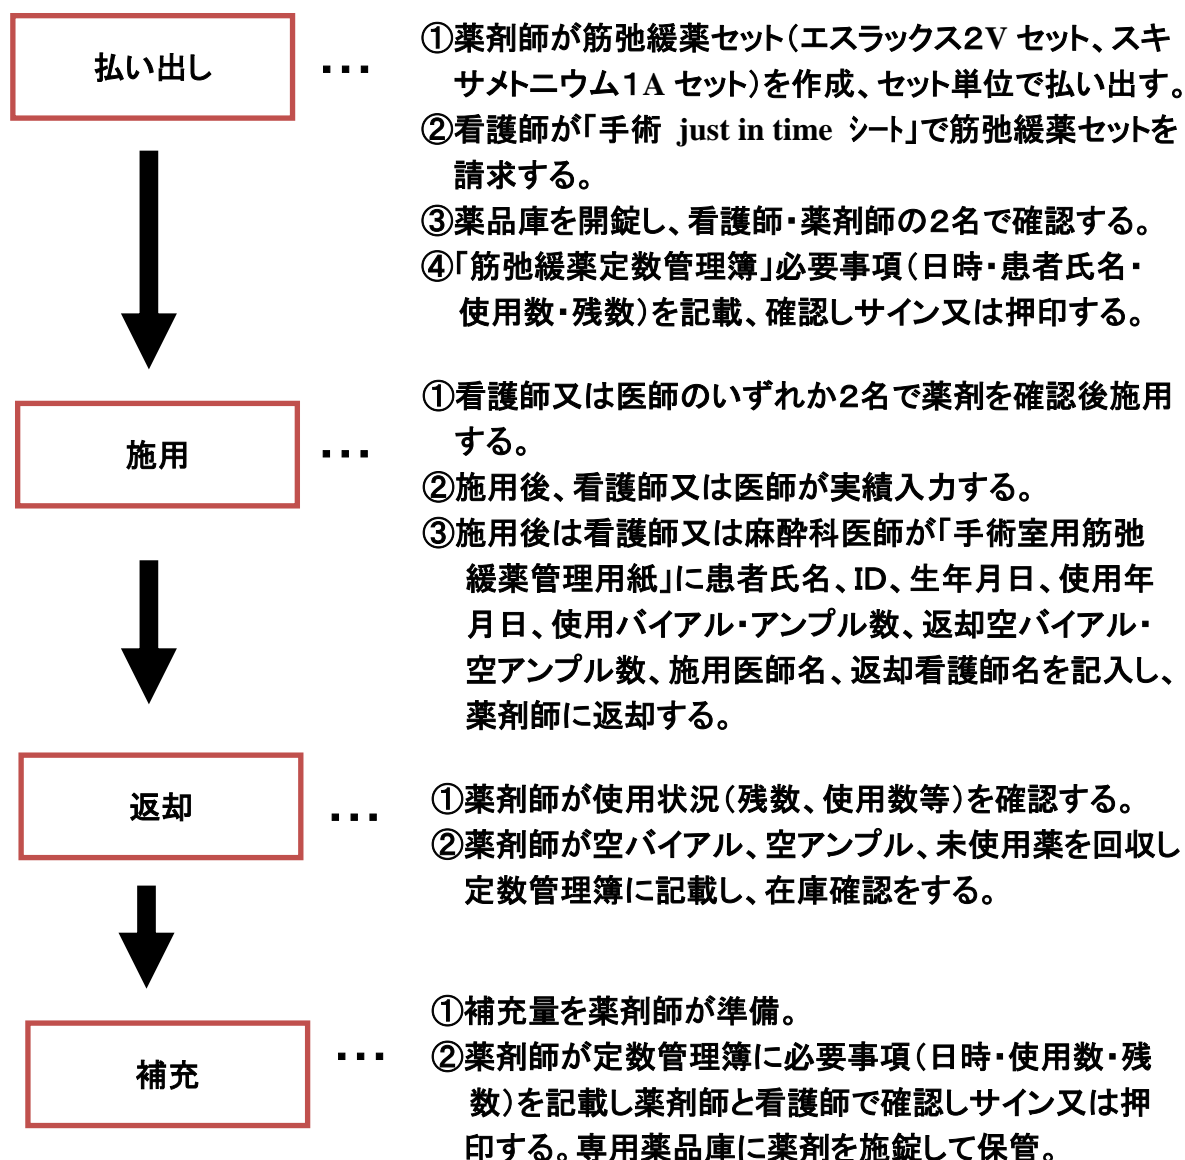 払い出し
・・・
①薬剤師が筋弛緩薬セット（エスラックス２V セット、スキ
サメトニウム１A セット）を作成、セット単位で払い出す。
②看護師が「手術 just in time シート」で筋弛緩薬セットを
請求する。
③薬品庫を開錠し、看護師・薬剤師の２名で確認する。
④「筋弛緩薬定数管理簿」必要事項（日時・患者氏名・
使用数・残数）を記載、確認しサイン又は押印する。
施用
・・・
①看護師又は医師のいずれか２名で薬剤を確認後施用
する。
②施用後、看護師又は医師が実績入力する。
③施用後は看護師又は麻酔科医師が「手術室用筋弛
緩薬管理用紙」に患者氏名、ID、生年月日、使用年
月日、使用バイアル・アンプル数、返却空バイアル・
空アンプル数、施用医師名、返却看護師名を記入し、
薬剤師に返却する。
返却
・・・
①薬剤師が使用状況（残数、使用数等）を確認する。
②薬剤師が空バイアル、空アンプル、未使用薬を回収し
定数管理簿に記載し、在庫確認をする。
補充
・・・
①補充量を薬剤師が準備。
②薬剤師が定数管理簿に必要事項（日時・使用数・残
数）を記載し薬剤師と看護師で確認しサイン又は押
印する。専用薬品庫に薬剤を施錠して保管。